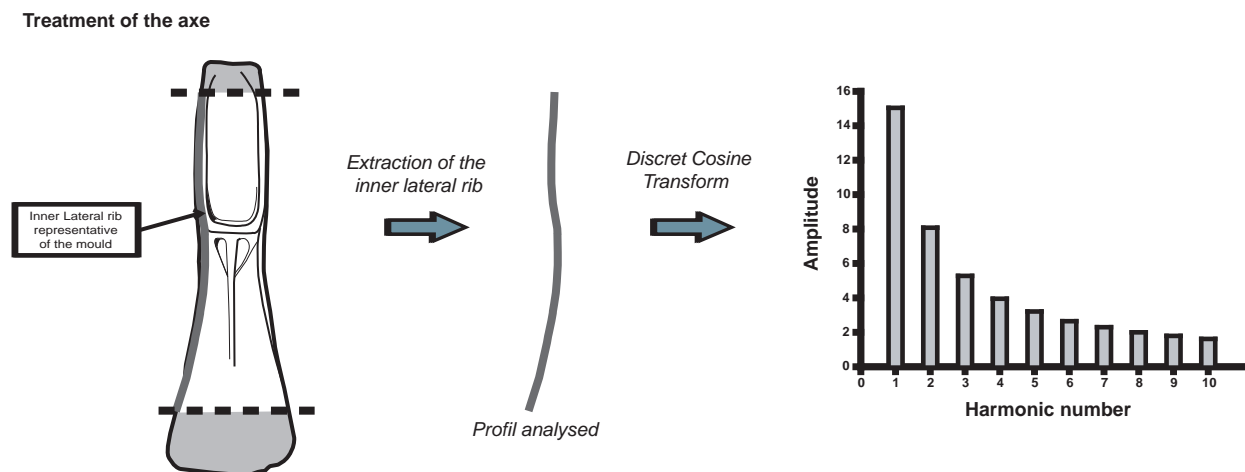 Treatment of the axe
Inner Lateral rib
representative
of the mould
Extraction of the
inner lateral rib
Profil analysed
Discret Cosine
Transform
Amplitude
16
14
12
10
8
6
4
2
0
0 1 2 3 4 5 6 7 8 9 10
Harmonic number